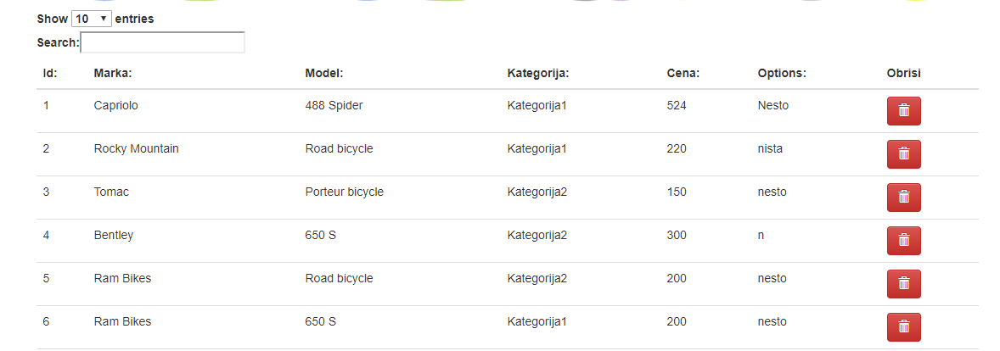 Show 10 entries
Search:
Id: Marka: Model: Kategorija: Cena: Options: Obrisi
1 Capriolo 488 Spider Kategorija1 524 Nesto
2 Rocky Mountain Road bicycle Kategorija1 220 nista
3 Tomac Porteur bicycle Kategorija2 150 nesto
4 Bentley 650 S Kategorija2 300 n
5 Ram Bikes Road bicycle Kategorija2 200 nesto
6 Ram Bikes 650 S Kategorija1 200 nesto